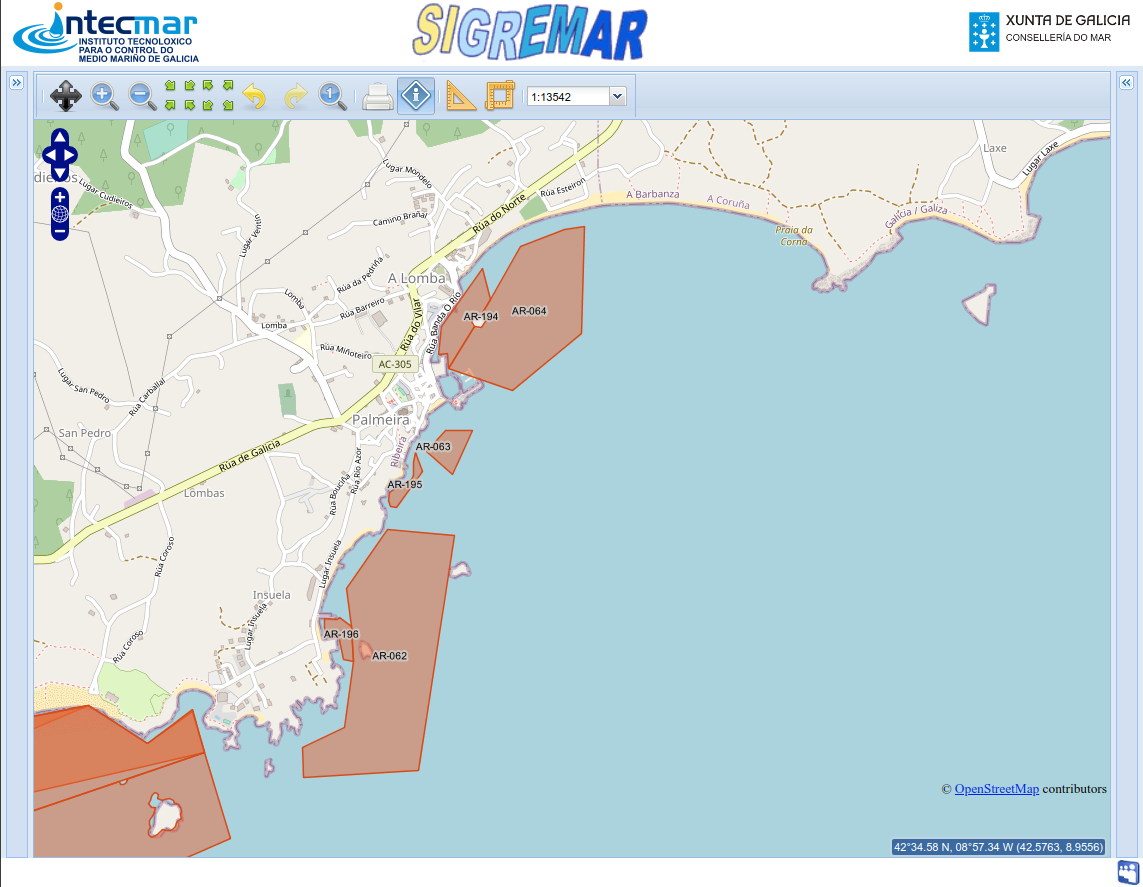 intecmar
INSTITUTO TECNOLOXICO
PARA O CONTROL DO
MEDIO MARIÑO DE GALICIA
SIGREMAR
XUNTA DE GALICIA
CONSELLERÍA DO MAR
1
1:13542
Laxe
Lugar Laxe
Lugar Mondelo
Lugar Cudieiros
Rúa Esteiron
A Barbanza
A Coruña
Galicia / Galiza
Rúa do Norte
Camino Brañal
Lugar Ventín
Praia da
Corna
Rúa da Pedriña
A Lomba
Lomba
Rúa Barreiro
Rúa Banda O Rio
AR-194
AR-064
Lomba
Rúa do Vilar
Rúa Miñoteiro
AC-305
Lugar San Pedro
Rúa Carballal
Palmeira
San Pedro
AR-063
Ribeira
Rúa de Galicia
Rúa Rio Azor
Rúa Bouciña
AR-195
Lombas
Rúa Coroso
Lugar Insuela
Insuela
Lugar Insuela
AR-196
Rúa Coroso
AR-062
© OpenStreetMap contributors
42°34.58 N, 08°57.34 W (42.5763, 8.9556)